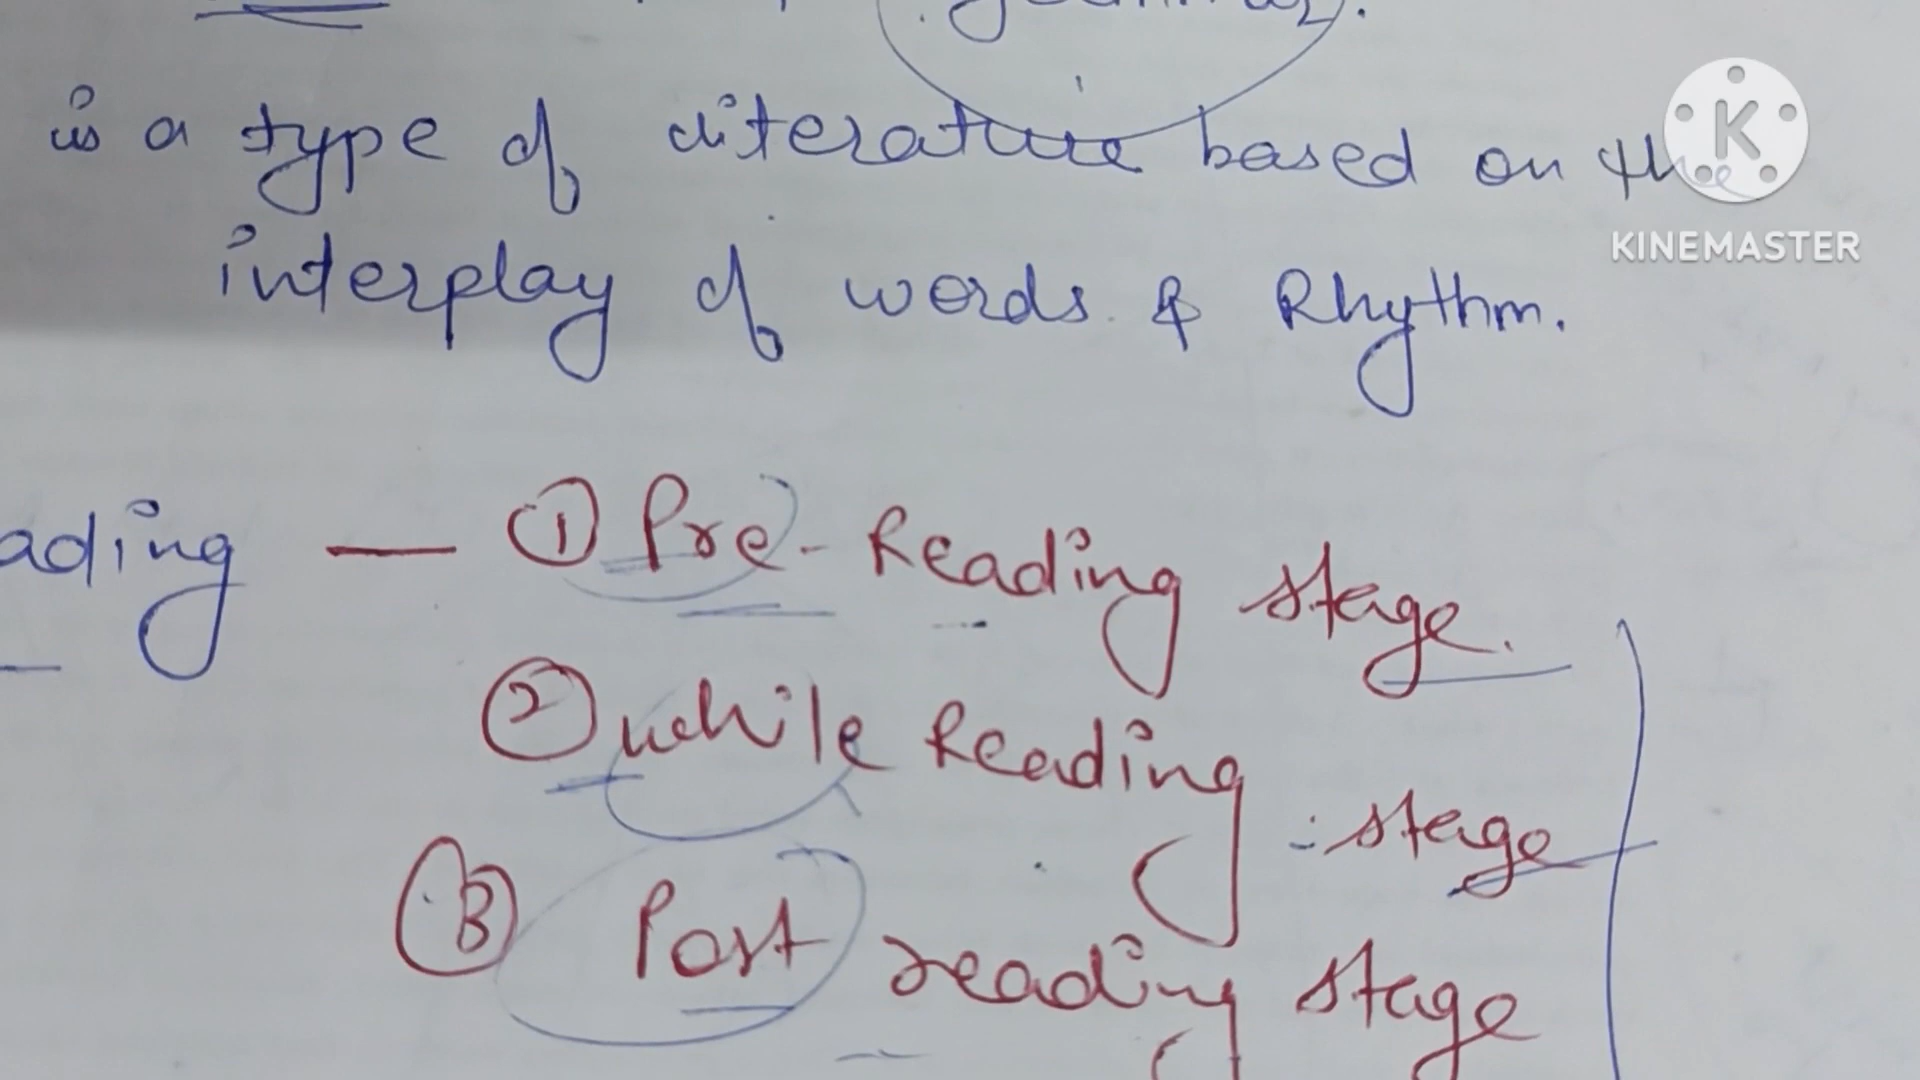 is a type of literature based on the
interplay of words & Rhythm.
ading — ① Pre-Reading stage.
② while Reading stage
③ Post reading stage
KINEMASTER